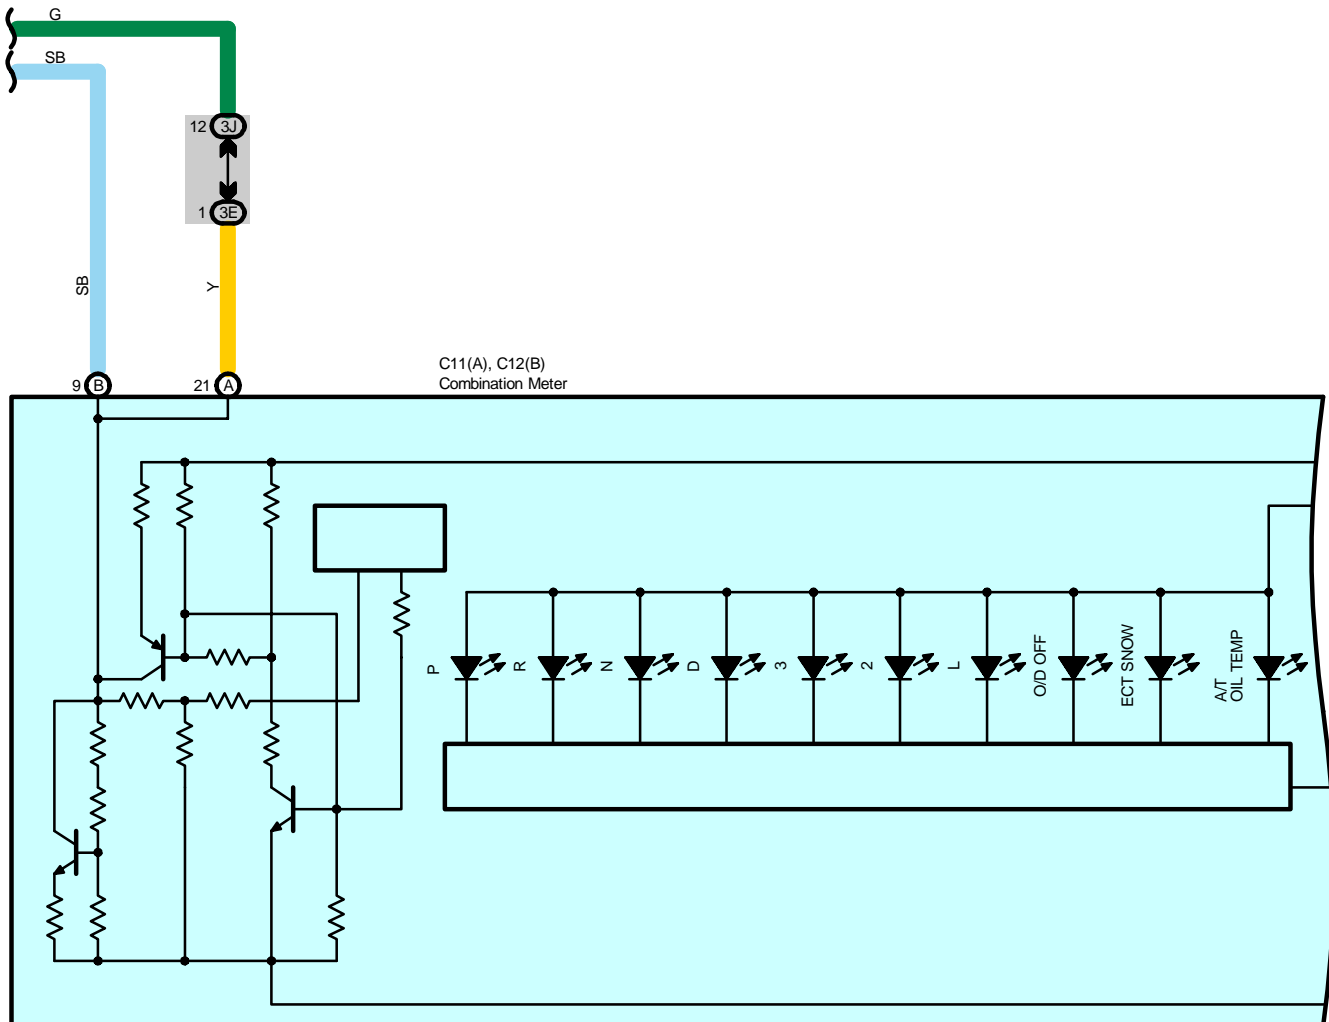 G
SB
12 3J
1 3E
SB
Y
C11(A), C12(B)
Combination Meter
9 B
21 A
P
R
N
D
3
2
L
O/D OFF
ECT SNOW
A/T
OIL TEMP